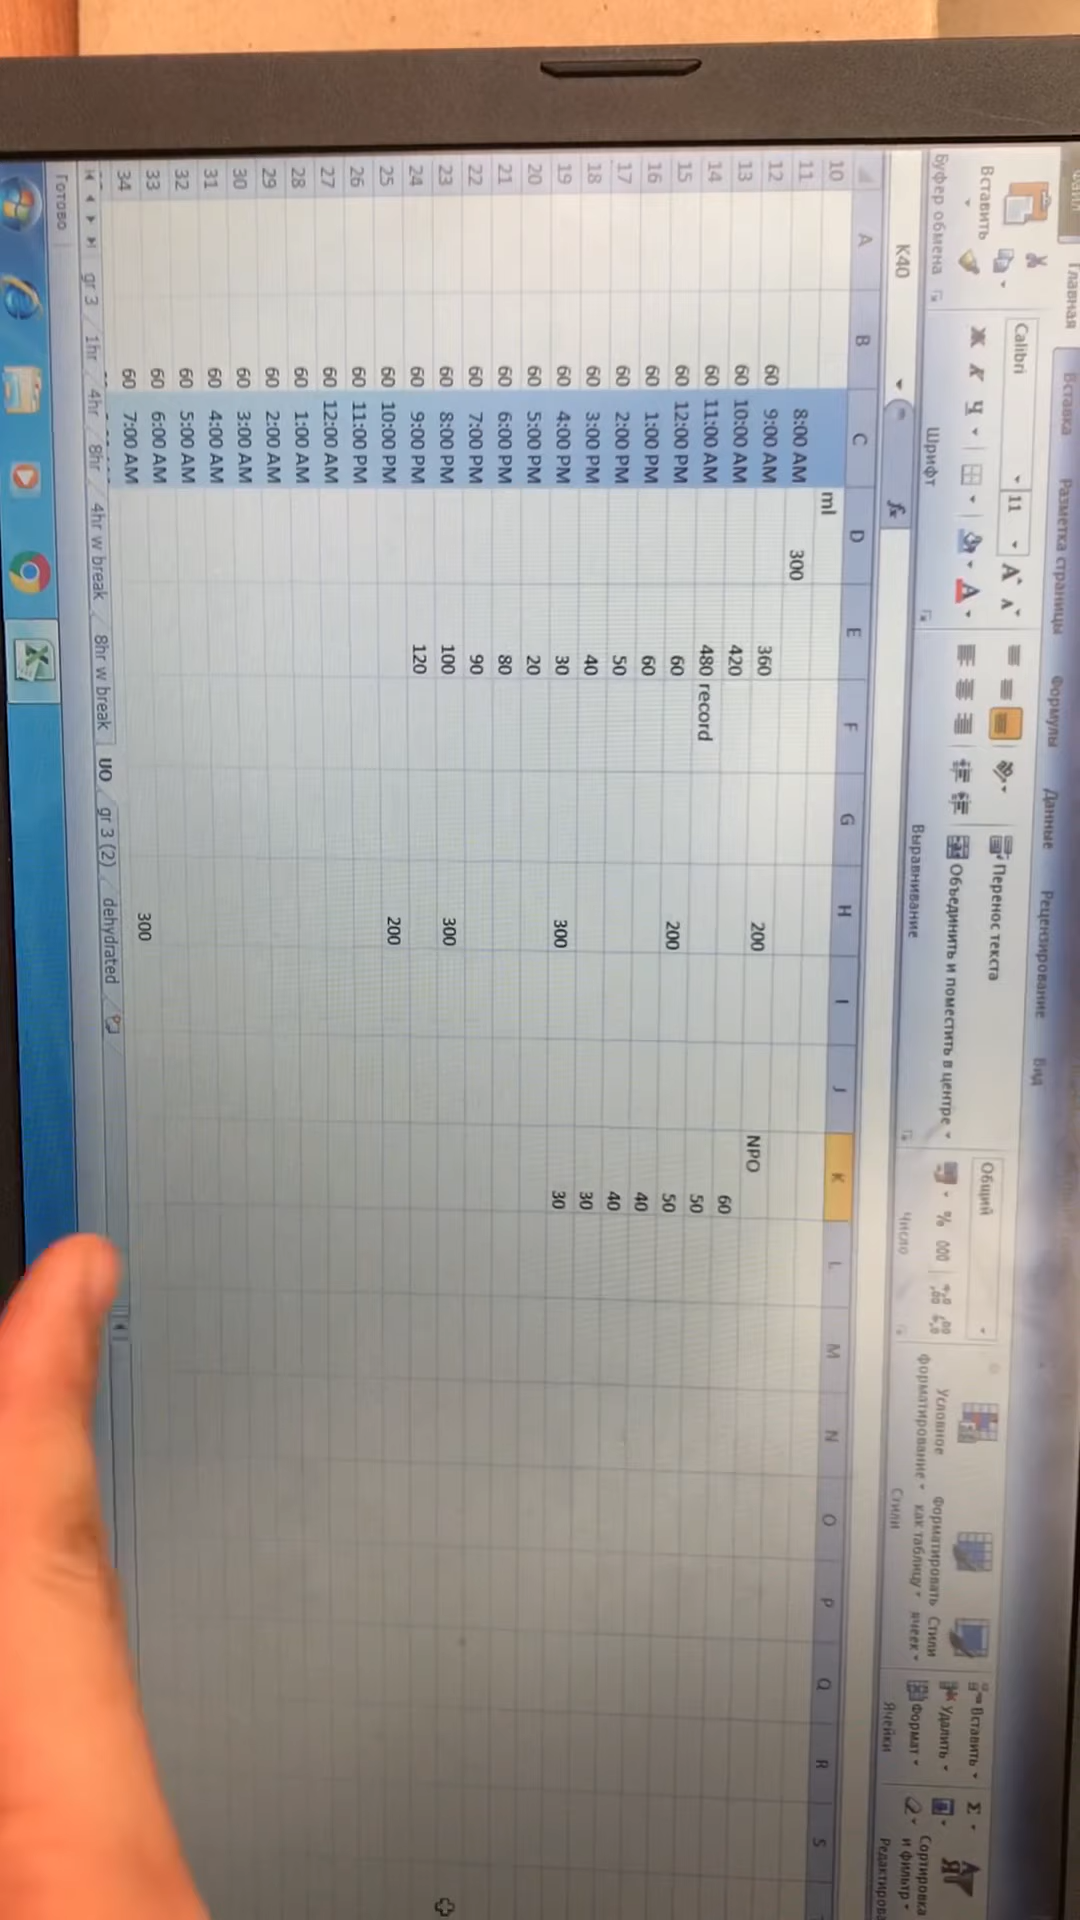 Файл Главная Вставка Разметка страницы Формулы Данные Рецензирование Вид
Вставить Calibri 11 Перенос текста Общий
Ж К Ч Объединить и поместить в центре % 000 Условное форматирование Форматировать как таблицу Стили ячеек Вставить Удалить Формат Σ Сортировка и фильтр
Буфер обмена Шрифт Выравнивание Число Стили Ячейки
K40 fx
A B C D E F G H I J K L M N O P Q R S
10 ml
11 8:00 AM 300
12 60 9:00 AM 360 200 NPO
13 60 10:00 AM 420 60
14 60 11:00 AM 480 record 50
15 60 12:00 PM 60 200 50
16 60 1:00 PM 60 40
17 60 2:00 PM 50 40
18 60 3:00 PM 40 30
19 60 4:00 PM 30 300 30
20 60 5:00 PM 20
21 60 6:00 PM 80
22 60 7:00 PM 90
23 60 8:00 PM 100 300
24 60 9:00 PM 120
25 60 10:00 PM 200
26 60 11:00 PM
27 60 12:00 AM
28 60 1:00 AM
29 60 2:00 AM
30 60 3:00 AM
31 60 4:00 AM
32 60 5:00 AM
33 60 6:00 AM 300
34 60 7:00 AM
gr 3 1hr 4hr 8hr 4hr w break 8hr w break UO gr 3 (2) dehydrated
Готово